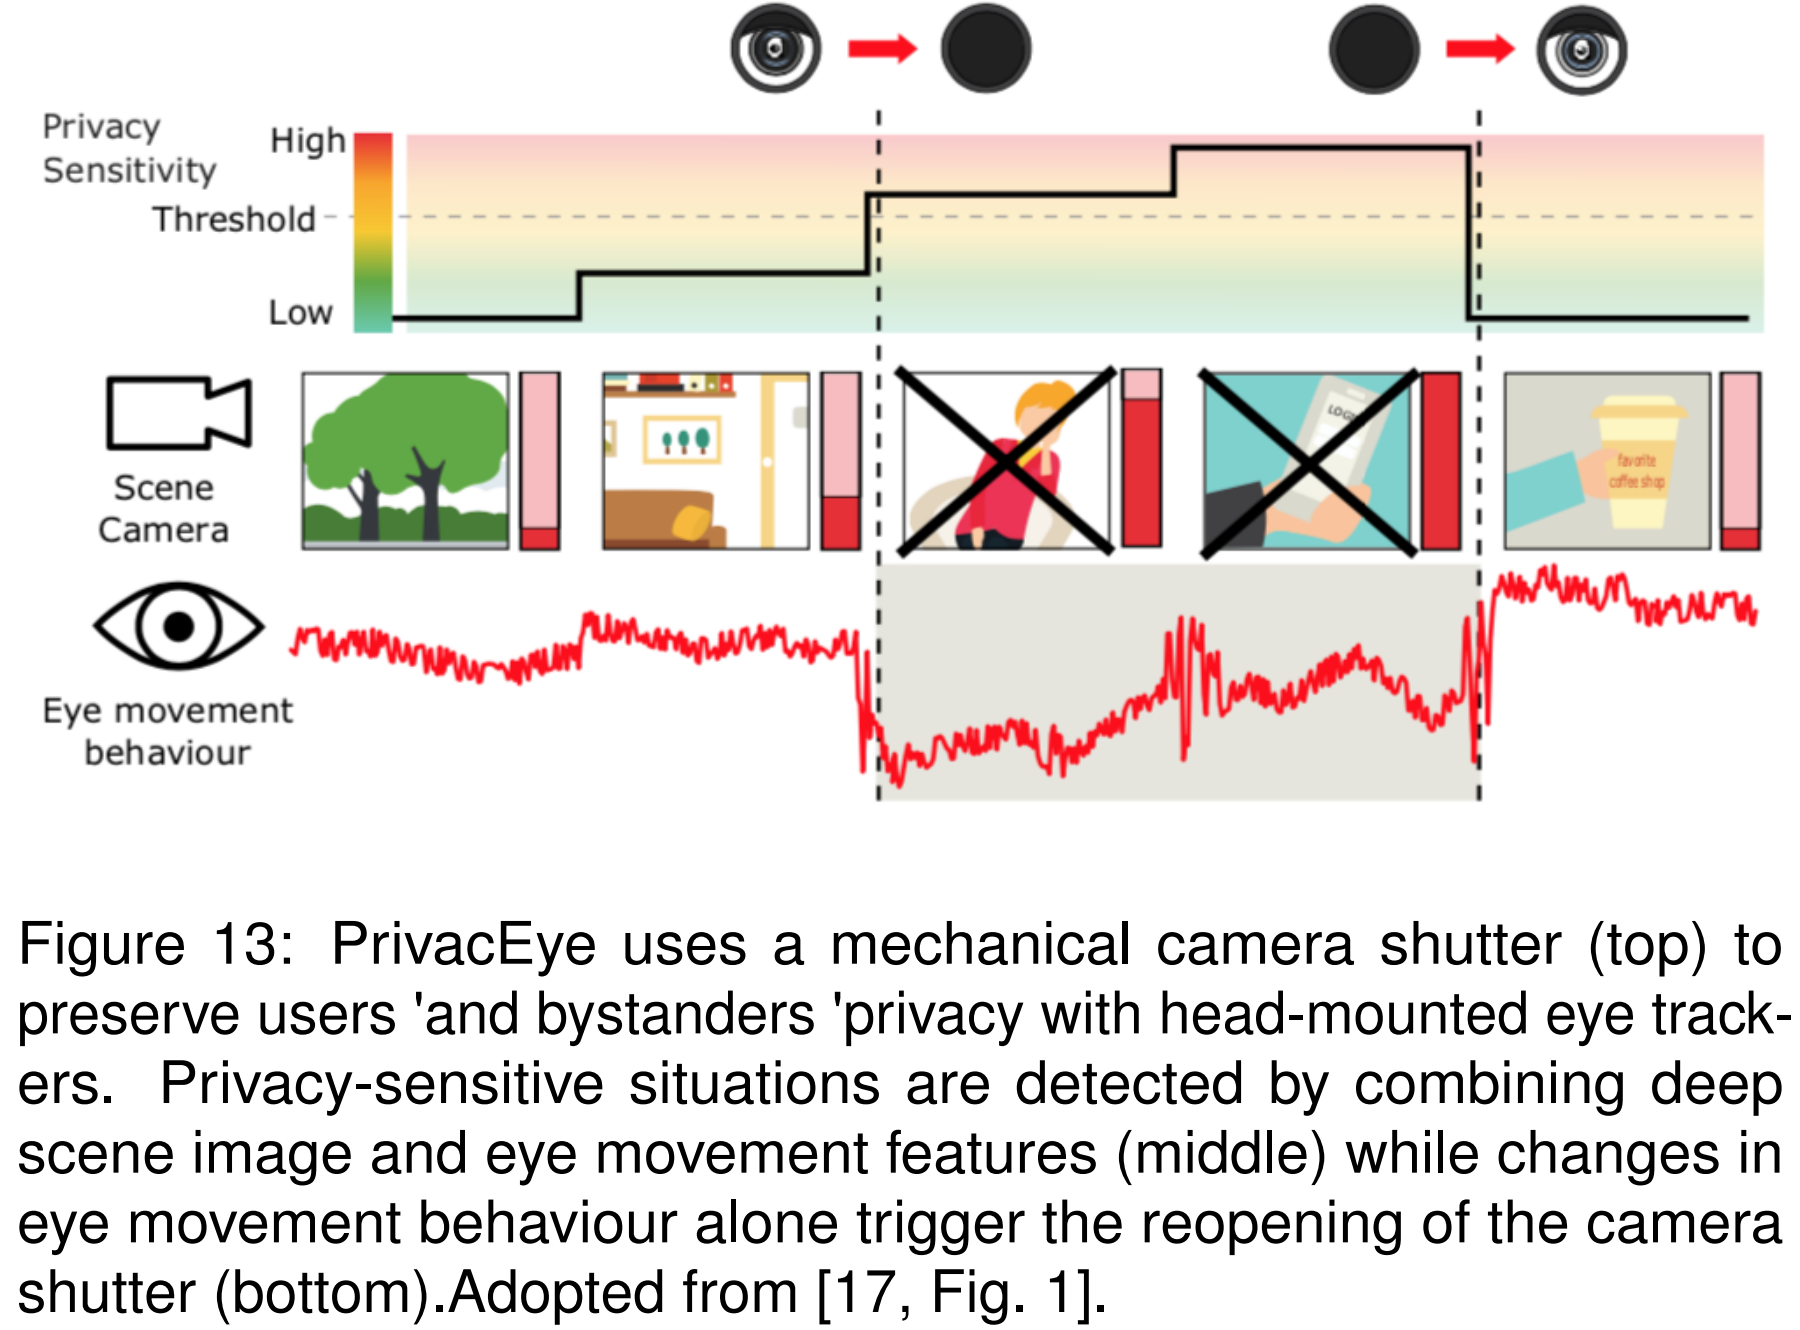 Privacy
Sensitivity
High
Threshold
Low
LOGIN
favorite
coffee shop
Scene
Camera
Eye movement
behaviour
Figure 13: PrivacEye uses a mechanical camera shutter (top) to
preserve users 'and bystanders 'privacy with head-mounted eye track-
ers. Privacy-sensitive situations are detected by combining deep
scene image and eye movement features (middle) while changes in
eye movement behaviour alone trigger the reopening of the camera
shutter (bottom).Adopted from [17, Fig. 1].